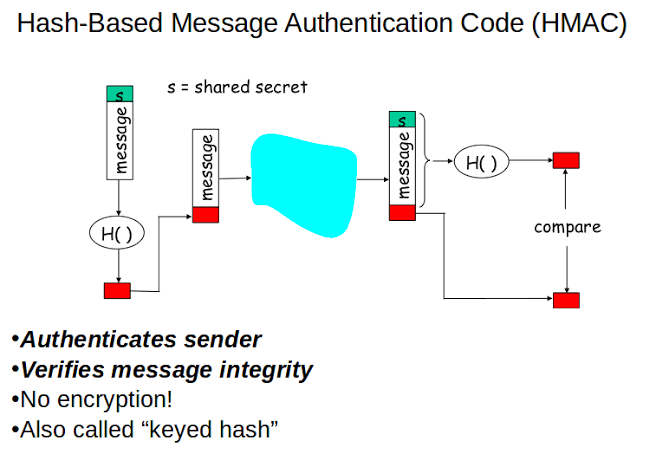 Hash-Based Message Authentication Code (HMAC)
s = shared secret
s
message
H( )
message
s
message
H( )
compare
•Authenticates sender
•Verifies message integrity
•No encryption!
•Also called “keyed hash”